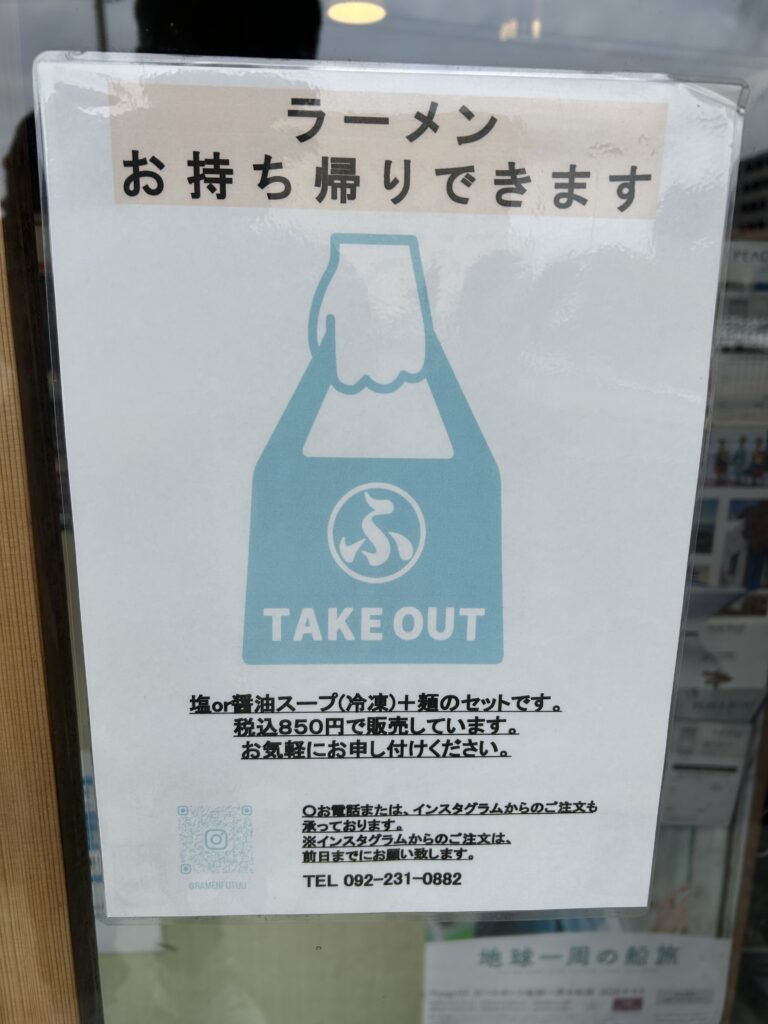 ラーメン
お持ち帰りできます
ふ
TAKE OUT
塩or醤油スープ(冷凍)＋麺のセットです。
税込850円で販売しています。
お気軽にお申し付けください。
〇お電話または、インスタグラムからのご注文も
承っております。
※インスタグラムからのご注文は、
前日までにお願い致します。
TEL 092-231-0882
@RAMENFUTUU
PEAC
地球一周の船旅